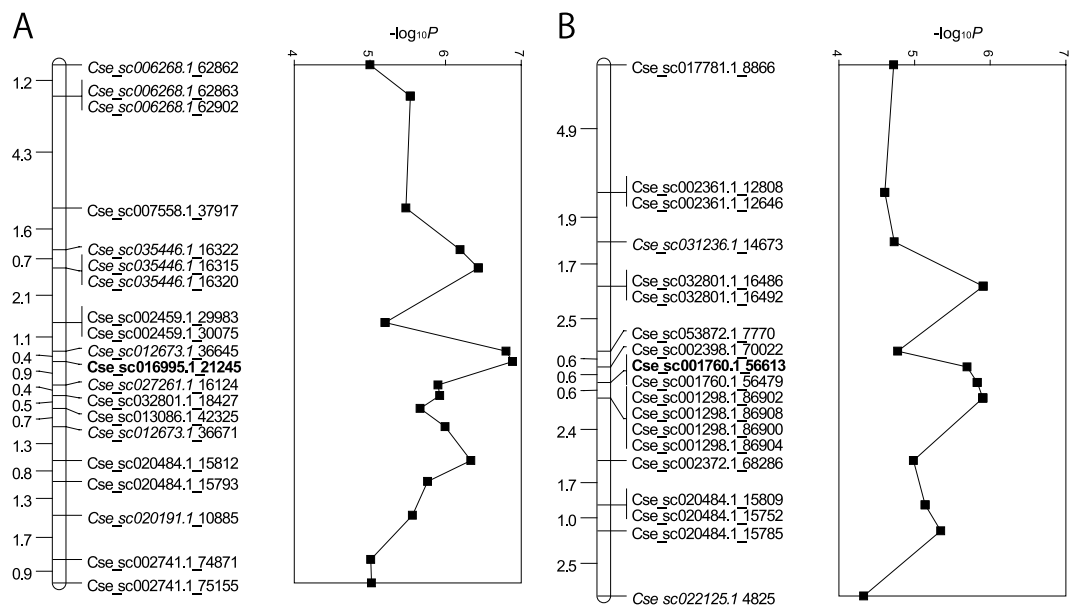 A
-log₁₀P
4 5 6 7
Cse_sc006268.1_62862
1.2
Cse_sc006268.1_62863
Cse_sc006268.1_62902
4.3
Cse_sc007558.1_37917
1.6
Cse_sc035446.1_16322
0.7
Cse_sc035446.1_16315
Cse_sc035446.1_16320
2.1
Cse_sc002459.1_29983
Cse_sc002459.1_30075
1.1
Cse_sc012673.1_36645
0.4
Cse_sc016995.1_21245
0.9
Cse_sc027261.1_16124
0.4
Cse_sc032801.1_18427
0.5
Cse_sc013086.1_42325
0.7
Cse_sc012673.1_36671
1.3
Cse_sc020484.1_15812
0.8
Cse_sc020484.1_15793
1.3
Cse_sc020191.1_10885
1.7
Cse_sc002741.1_74871
0.9
Cse_sc002741.1_75155
B
-log₁₀P
4 5 6 7
Cse_sc017781.1_8866
4.9
Cse_sc002361.1_12808
Cse_sc002361.1_12646
1.9
Cse_sc031236.1_14673
1.7
Cse_sc032801.1_16486
Cse_sc032801.1_16492
2.5
Cse_sc053872.1_7770
Cse_sc002398.1_70022
0.6
Cse_sc001760.1_56613
0.6
Cse_sc001760.1_56479
0.6
Cse_sc001298.1_86902
Cse_sc001298.1_86908
Cse_sc001298.1_86900
2.4
Cse_sc001298.1_86904
Cse_sc002372.1_68286
1.7
Cse_sc020484.1_15809
Cse_sc020484.1_15752
1.0
Cse_sc020484.1_15785
2.5
Cse_sc022125.1_4825